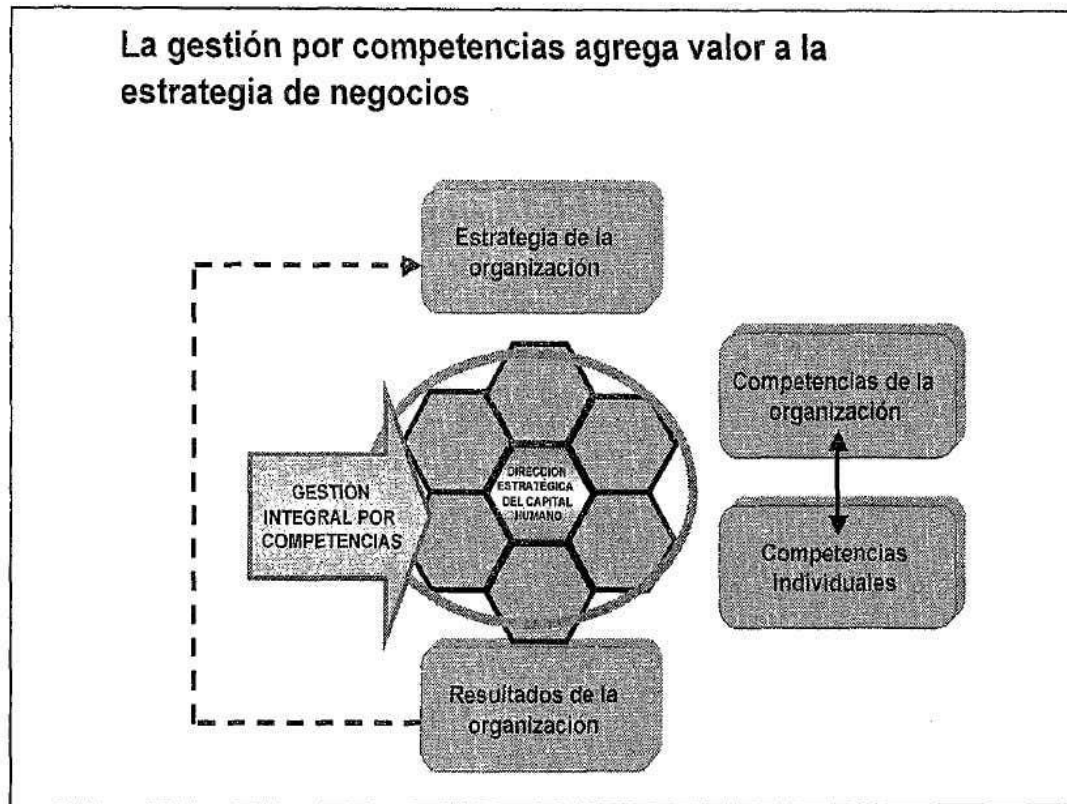 La gestión por competencias agrega valor a la
estrategia de negocios
Estrategia de la
organización
Competencias de la
organización
DIRECCION
ESTRATÉGICA
DEL CAPITAL
HUMANO
GESTIÓN
INTEGRAL POR
COMPETENCIAS
Competencias
individuales
Resultados de la
organización